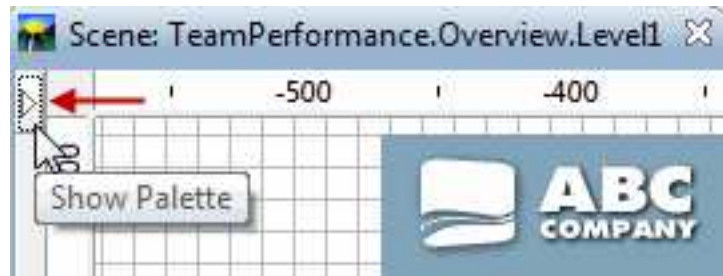 Scene: TeamPerformance.Overview.Level1
-500
-400
Show Palette
ABC
COMPANY